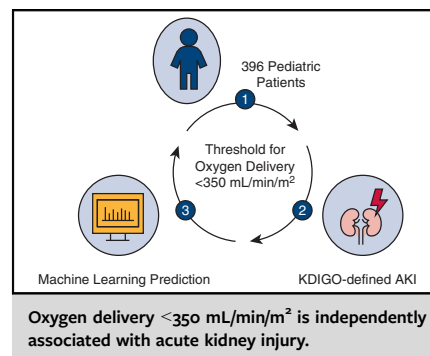 396 Pediatric
Patients
1
Threshold for
Oxygen Delivery
<350 mL/min/m²
3
2
Machine Learning Prediction
KDIGO-defined AKI
Oxygen delivery <350 mL/min/m² is independently
associated with acute kidney injury.